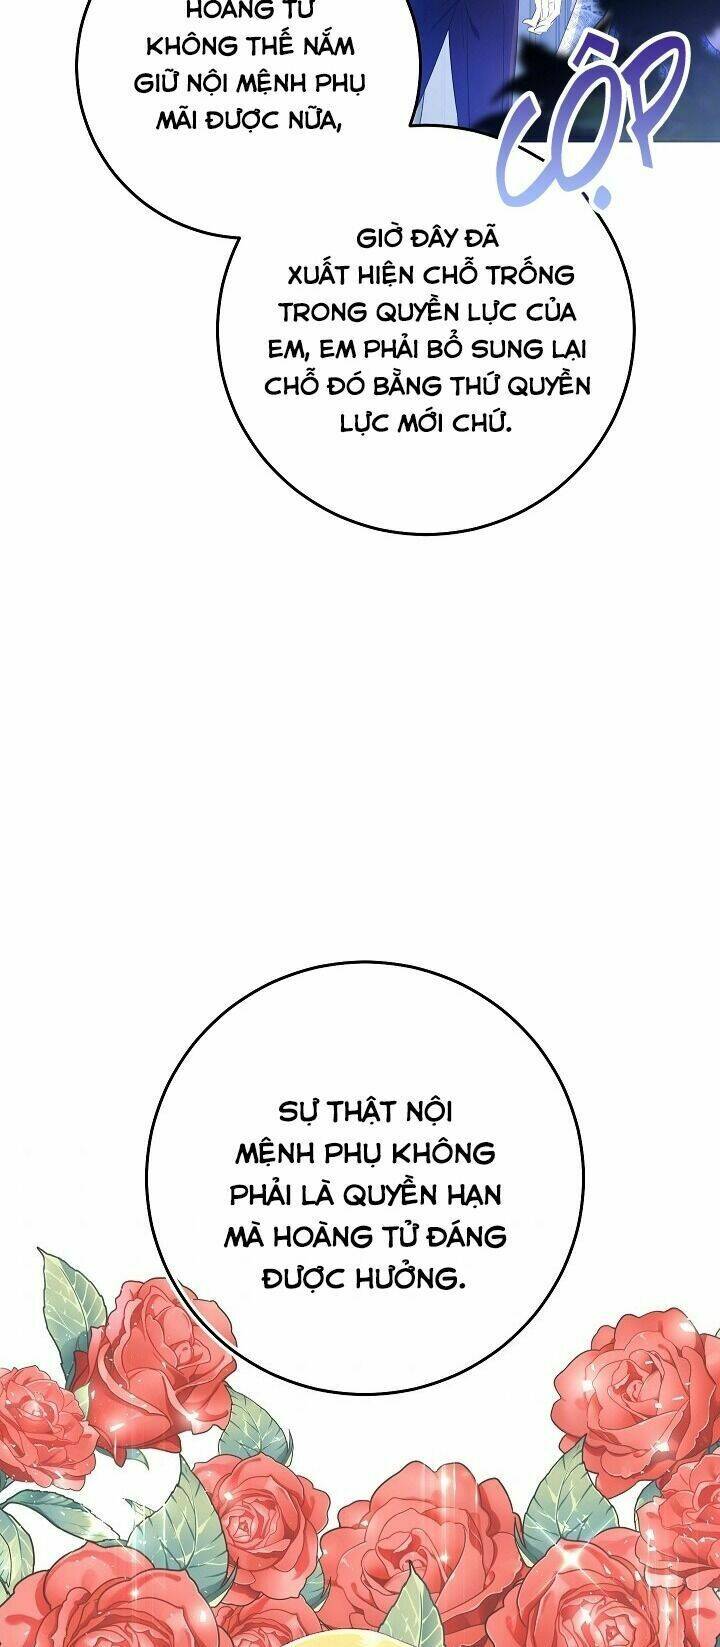 HOÀNG TỬ
KHÔNG THỂ NẮM
GIỮ NỘI MỆNH PHỤ
MÃI ĐƯỢC NỮA,
CỘP
GIỜ ĐÂY ĐÃ
XUẤT HIỆN CHỖ TRỐNG
TRONG QUYỀN LỰC CỦA
EM, EM PHẢI BỔ SUNG LẠI
CHỖ ĐÓ BẰNG THỨ QUYỀN
LỰC MỚI CHỨ.
SỰ THẬT NỘI
MỆNH PHỤ KHÔNG
PHẢI LÀ QUYỀN HẠN
MÀ HOÀNG TỬ ĐÁNG
ĐƯỢC HƯỞNG.